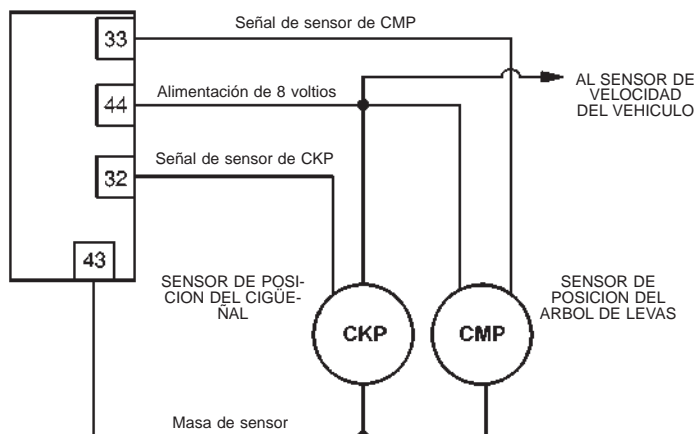 Señal de sensor de CMP
33
AL SENSOR DE
VELOCIDAD
DEL VEHICULO
Alimentación de 8 voltios
44
Señal de sensor de CKP
32
43
SENSOR DE POSI-
CION DEL CIGÜE-
ÑAL
SENSOR DE
POSICION DEL
ARBOL DE LEVAS
CKP
CMP
Masa de sensor